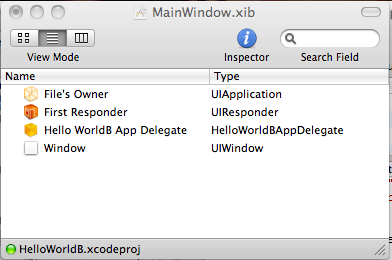 MainWindow.xib
View Mode
Inspector
Search Field
Name Type
File's Owner UIApplication
First Responder UIResponder
Hello WorldB App Delegate HelloWorldBAppDelegate
Window UIWindow
HelloWorldB.xcodeproj